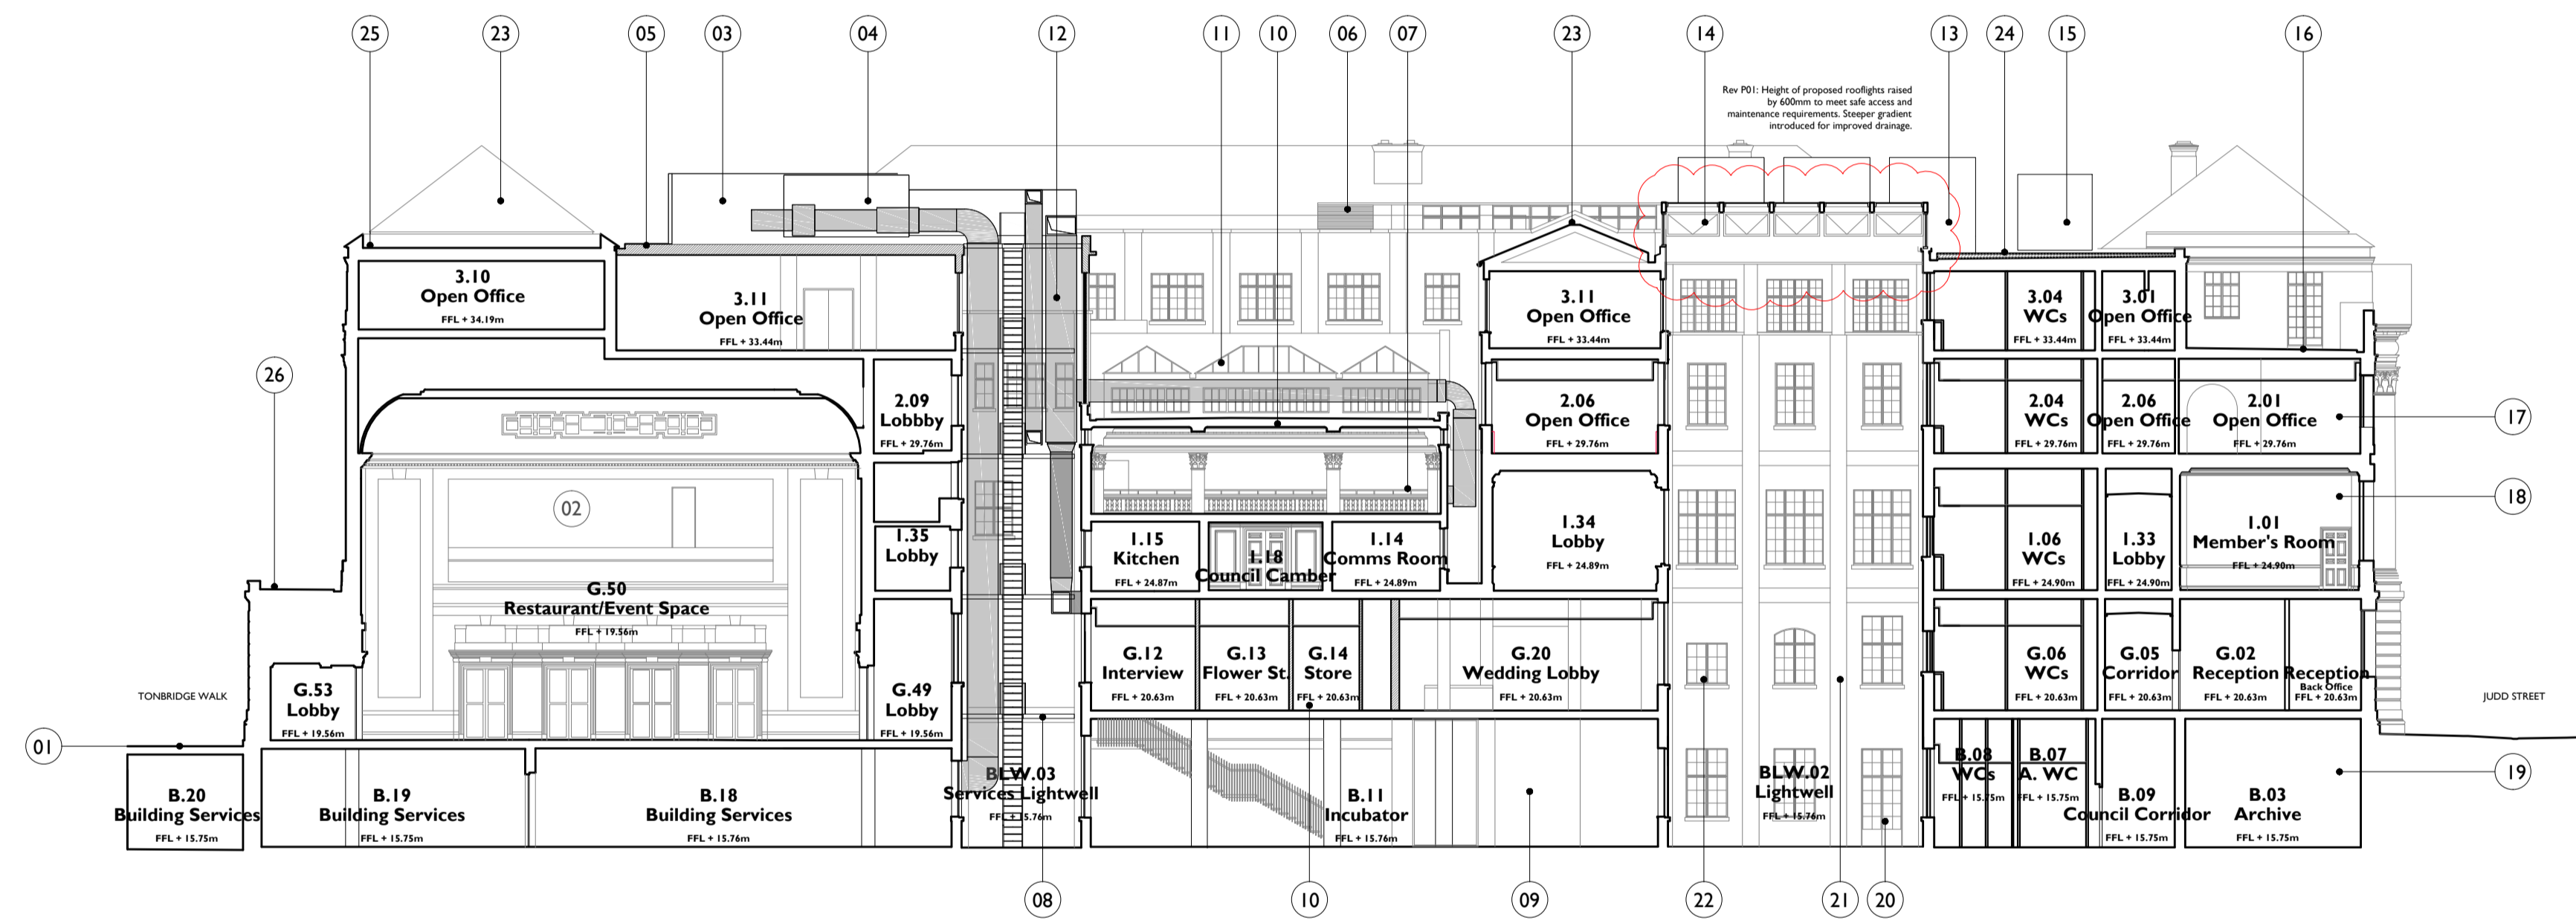 25
23
05
03
04
12
11
10
06
07
23
14
13
24
15
16
Rev P01: Height of proposed rooflights raised
by 600mm to meet safe access and
maintenance requirements. Steeper gradient
introduced for improved drainage.
3.10
Open Office
FFL + 34.19m
3.11
Open Office
FFL + 33.44m
3.11
Open Office
FFL + 33.44m
3.04
WCs
FFL + 33.44m
3.01
Open Office
FFL + 33.44m
26
2.09
Lobbby
FFL + 29.76m
2.06
Open Office
FFL + 29.76m
2.04
WCs
FFL + 29.76m
2.06
Open Office
FFL + 29.76m
2.01
Open Office
FFL + 29.76m
17
02
18
1.35
Lobby
1.15
Kitchen
FFL + 24.87m
1.18
Council Camber
1.14
Comms Room
FFL + 24.89m
1.34
Lobby
FFL + 24.89m
1.06
WCs
FFL + 24.90m
1.33
Lobby
FFL + 24.90m
1.01
Member's Room
FFL + 24.90m
G.50
Restaurant/Event Space
FFL + 19.56m
TONBRIDGE WALK
G.53
Lobby
FFL + 19.56m
G.49
Lobby
FFL + 19.56m
G.12
Interview
FFL + 20.63m
G.13
Flower St.
FFL + 20.63m
G.14
Store
FFL + 20.63m
G.20
Wedding Lobby
FFL + 20.63m
G.06
WCs
FFL + 20.63m
G.05
Corridor
FFL + 20.63m
G.02
Reception
FFL + 20.63m
Reception
Back Office
FFL + 20.63m
JUDD STREET
01
B.20
Building Services
FFL + 15.75m
B.19
Building Services
FFL + 15.75m
B.18
Building Services
FFL + 15.76m
BLW.03
Services Lightwell
FFL + 15.76m
B.11
Incubator
FFL + 15.76m
BLW.02
Lightwell
FFL + 15.76m
B.08
WCs
FFL + 15.75m
B.07
A. WC
FFL + 15.75m
B.09
Council Corridor
FFL + 15.75m
B.03
Archive
FFL + 15.75m
19
08
10
09
22
21
20